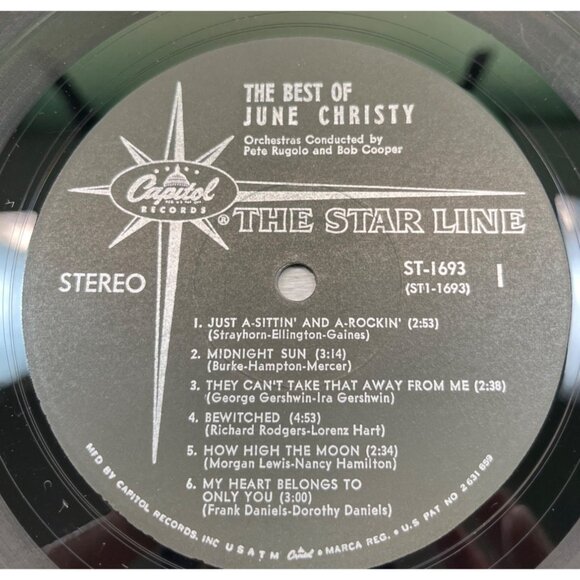 THE BEST OF
JUNE CHRISTY
Orchestras Conducted by
Pete Rugolo and Bob Cooper
Capitol
RECORDS
®
THE STAR LINE
STEREO
ST-1693
(ST1-1693)
1
1. JUST A-SITTIN' AND A-ROCKIN' (2:53)
(Strayhorn-Ellington-Gaines)
2. MIDNIGHT SUN (3:14)
(Burke-Hampton-Mercer)
3. THEY CAN'T TAKE THAT AWAY FROM ME (2:38)
(George Gershwin-Ira Gershwin)
4. BEWITCHED (4:53)
(Richard Rodgers-Lorenz Hart)
5. HOW HIGH THE MOON (2:34)
(Morgan Lewis-Nancy Hamilton)
6. MY HEART BELONGS TO
ONLY YOU (3:00)
(Frank Daniels-Dorothy Daniels)
MFD BY CAPITOL RECORDS, INC U S A T M Capitol • MARCA REG. • U.S PAT NO 2 631 859